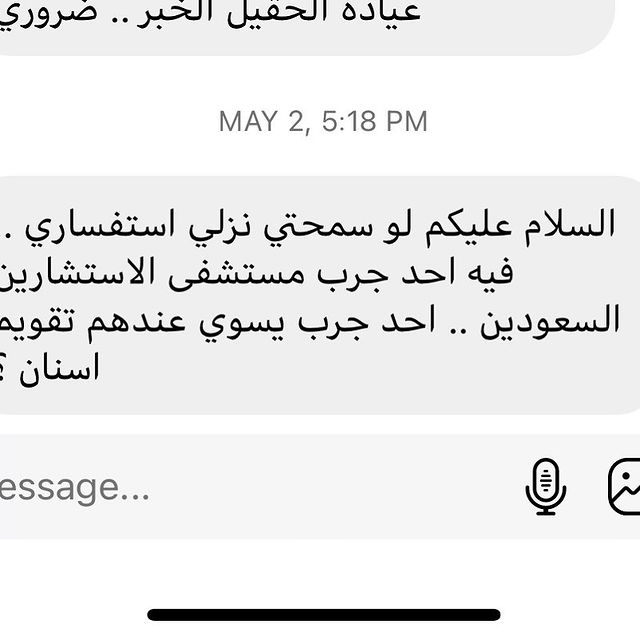 عيادة الحقيل الخبر .. ضروري
MAY 2, 5:18 PM
السلام عليكم لو سمحتي نزلي استفساري .
فيه احد جرب مستشفى الاستشارين
السعودين .. احد جرب يسوي عندهم تقويم
اسنان ؟
essage...